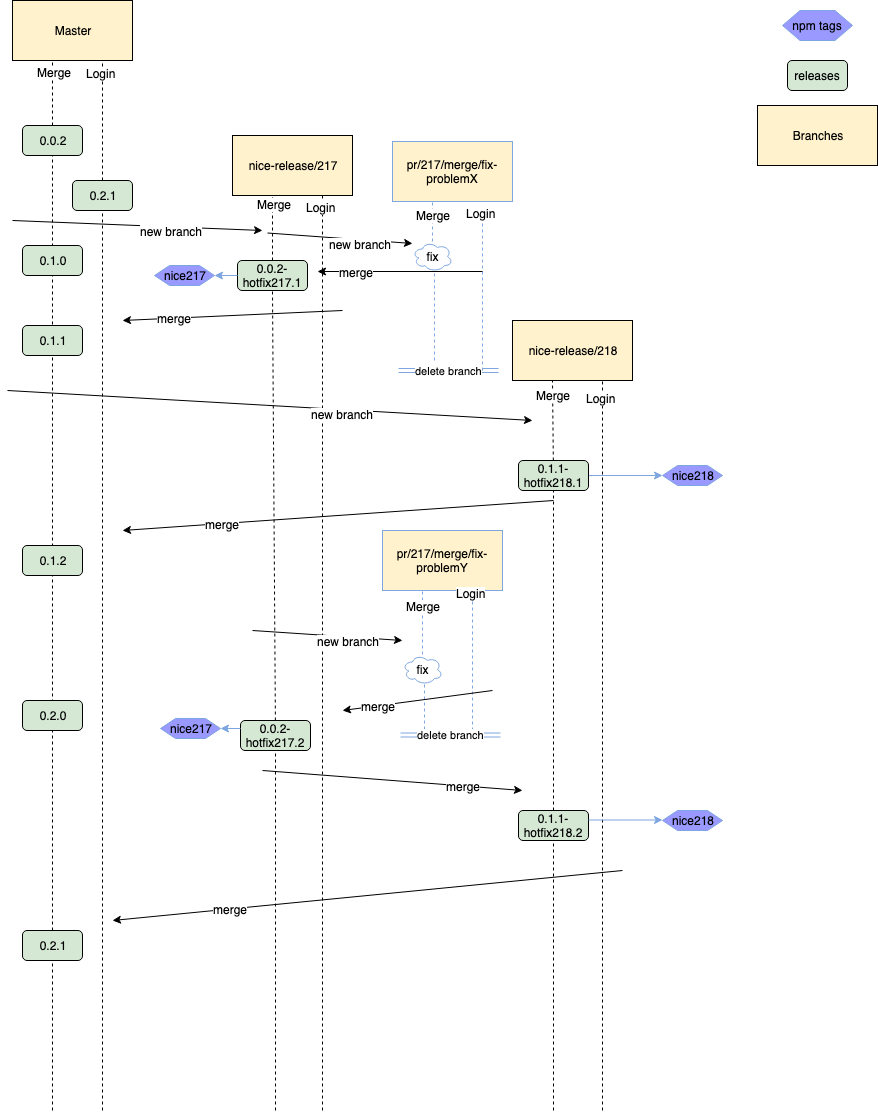 Master
npm tags
Merge
Login
releases
Branches
0.0.2
nice-release/217
pr/217/merge/fix-
problemX
0.2.1
Merge
Login
Merge
Login
new branch
new branch
fix
0.1.0
nice217
0.0.2-
hotfix217.1
merge
merge
0.1.1
nice-release/218
delete branch
Merge
Login
new branch
0.1.1-
hotfix218.1
nice218
merge
0.1.2
pr/217/merge/fix-
problemY
Merge
Login
new branch
fix
merge
0.2.0
nice217
0.0.2-
hotfix217.2
delete branch
merge
0.1.1-
hotfix218.2
nice218
merge
0.2.1